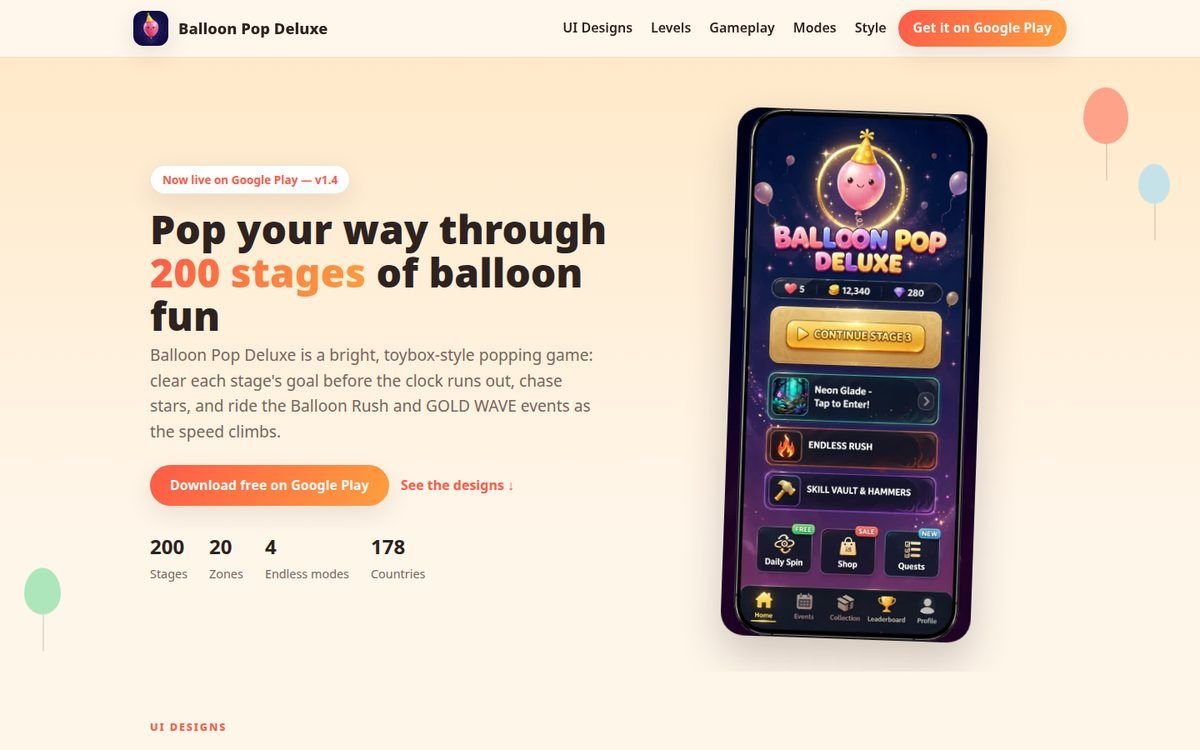 Balloon Pop Deluxe
UI Designs
Levels
Gameplay
Modes
Style
Get it on Google Play
Now live on Google Play — v1.4
Pop your way through
200 stages of balloon
fun
Balloon Pop Deluxe is a bright, toybox-style popping game:
clear each stage's goal before the clock runs out, chase
stars, and ride the Balloon Rush and GOLD WAVE events as
the speed climbs.
Download free on Google Play
See the designs ↓
200
20
4
178
Stages
Zones
Endless modes
Countries
BALLOON POP
DELUXE
5
12,340
280
CONTINUE STAGE 3
Neon Glade -
Tap to Enter!
ENDLESS RUSH
SKILL VAULT & HAMMERS
FREE
SALE
NEW
Daily Spin
Shop
Quests
Home
Events
Collection
Leaderboard
Profile
UI DESIGNS